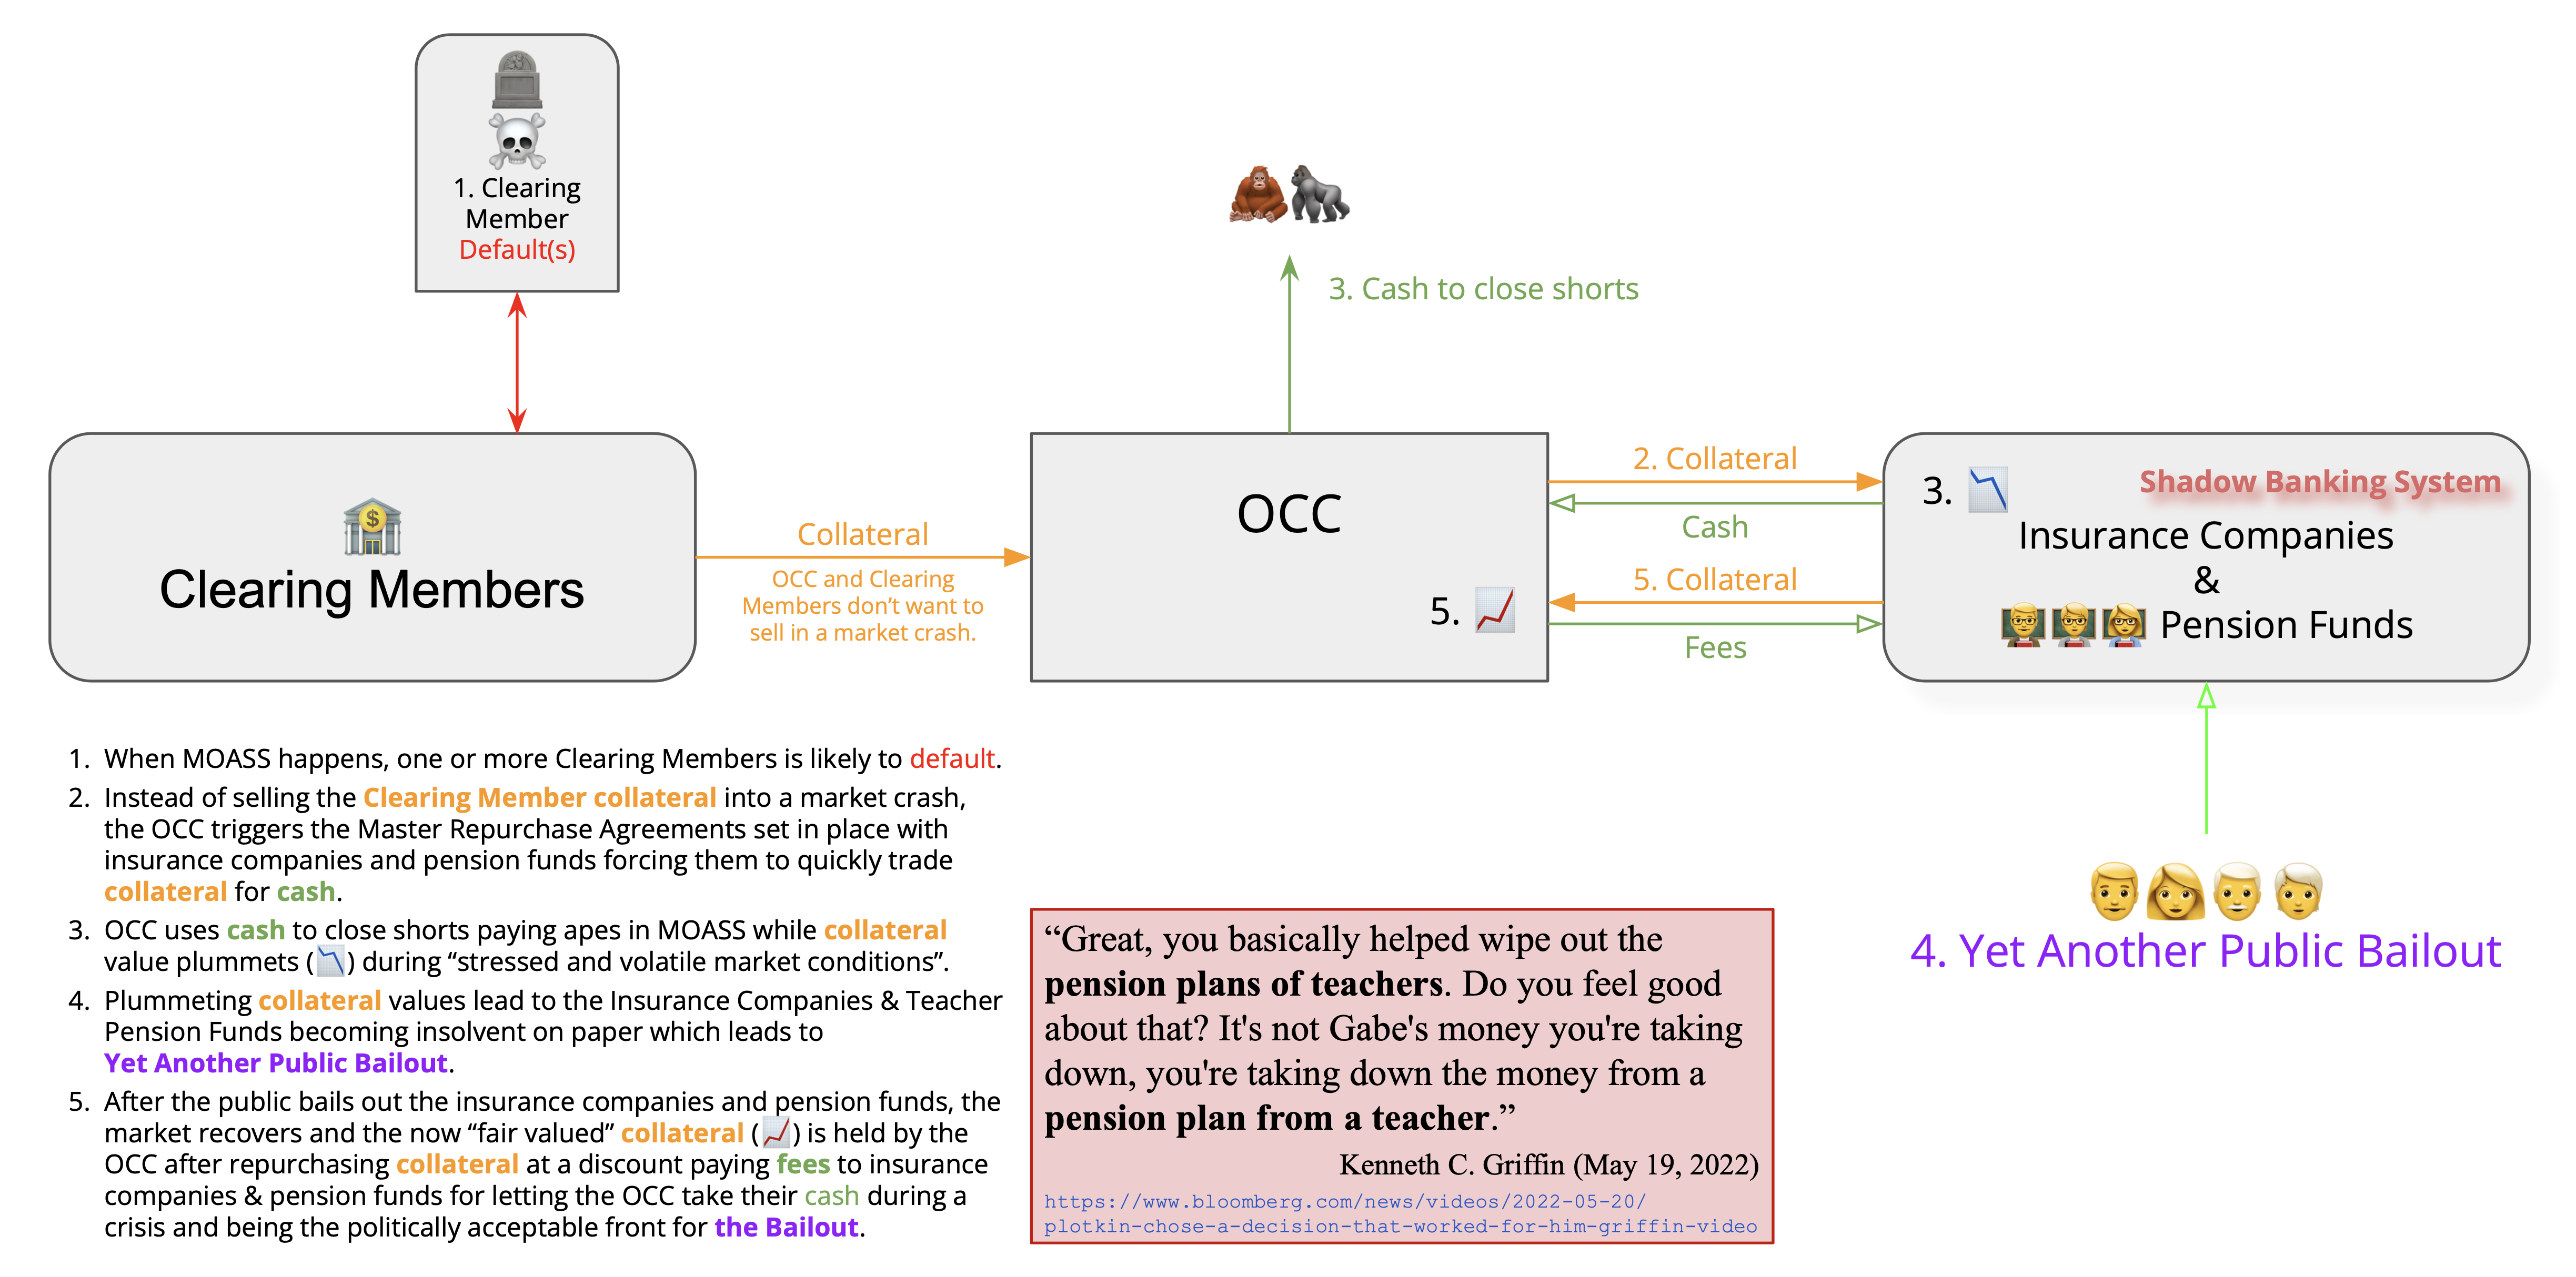 1. Clearing
Member
Default(s)
3. Cash to close shorts
Clearing Members
Collateral
OCC and Clearing
Members don’t want to
sell in a market crash.
OCC
5.
2. Collateral
Cash
5. Collateral
Fees
3.
Shadow Banking System
Insurance Companies
&
Pension Funds
4. Yet Another Public Bailout
1. When MOASS happens, one or more Clearing Members is likely to default.
2. Instead of selling the Clearing Member collateral into a market crash,
the OCC triggers the Master Repurchase Agreements set in place with
insurance companies and pension funds forcing them to quickly trade
collateral for cash.
3. OCC uses cash to close shorts paying apes in MOASS while collateral
value plummets (📉) during “stressed and volatile market conditions”.
4. Plummeting collateral values lead to the Insurance Companies & Teacher
Pension Funds becoming insolvent on paper which leads to
Yet Another Public Bailout.
5. After the public bails out the insurance companies and pension funds, the
market recovers and the now “fair valued” collateral (📈) is held by the
OCC after repurchasing collateral at a discount paying fees to insurance
companies & pension funds for letting the OCC take their cash during a
crisis and being the politically acceptable front for the Bailout.
“Great, you basically helped wipe out the
pension plans of teachers. Do you feel good
about that? It's not Gabe's money you're taking
down, you're taking down the money from a
pension plan from a teacher.”
Kenneth C. Griffin (May 19, 2022)
https://www.bloomberg.com/news/videos/2022-05-20/
plotkin-chose-a-decision-that-worked-for-him-griffin-video